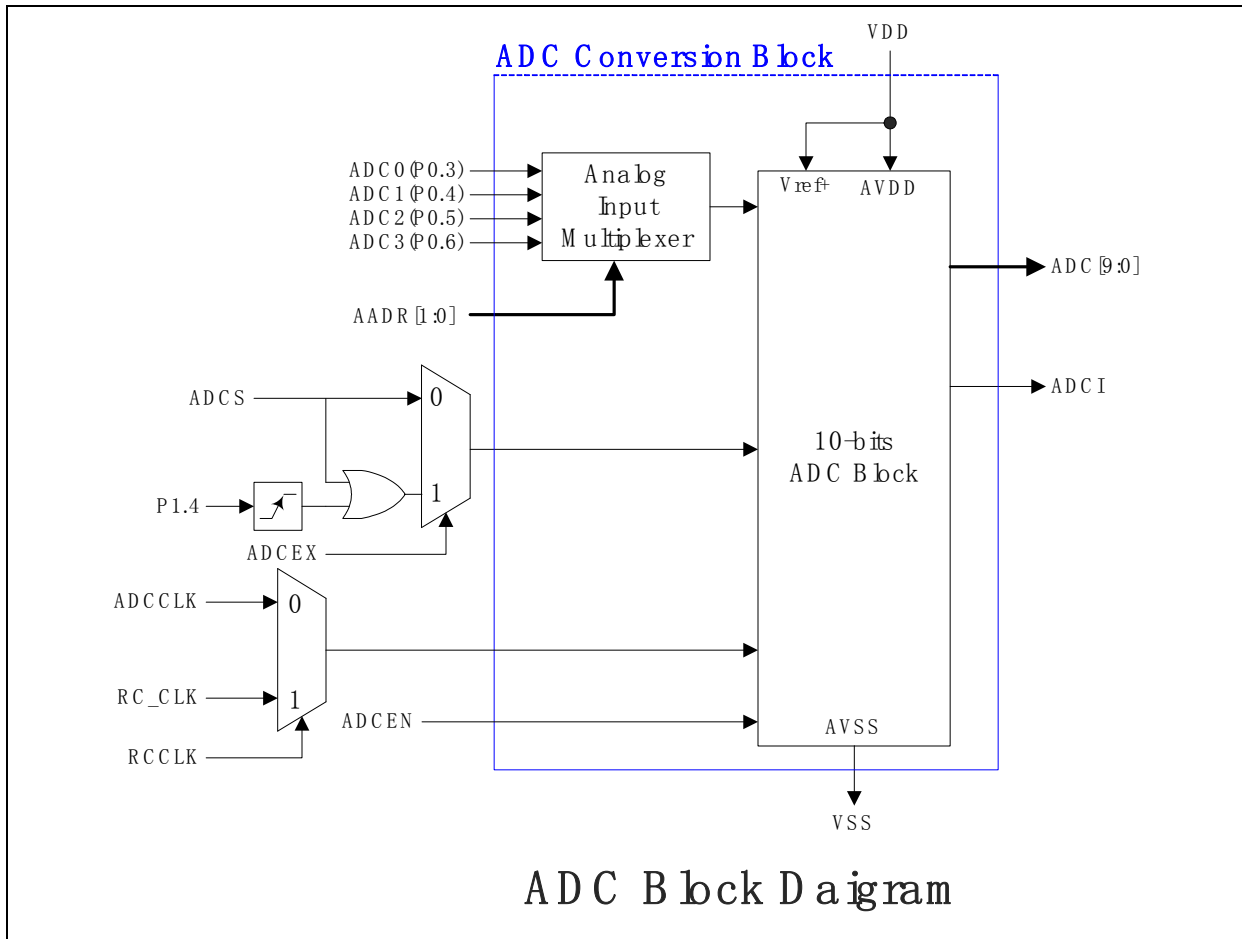 VDD
ADC Conversion Block
ADC0(P0.3)
ADC1(P0.4)
ADC2(P0.5)
ADC3(P0.6)
Analog
Input
Multiplexer
Vref+ AVDD
ADC[9:0]
AADR[1:0]
ADCS
0
ADCI
10-bits
ADC Block
1
P1.4
ADCEX
ADCCLK
0
RC_CLK
1
ADCEN
AVSS
RCCLK
VSS
ADC Block Daigram